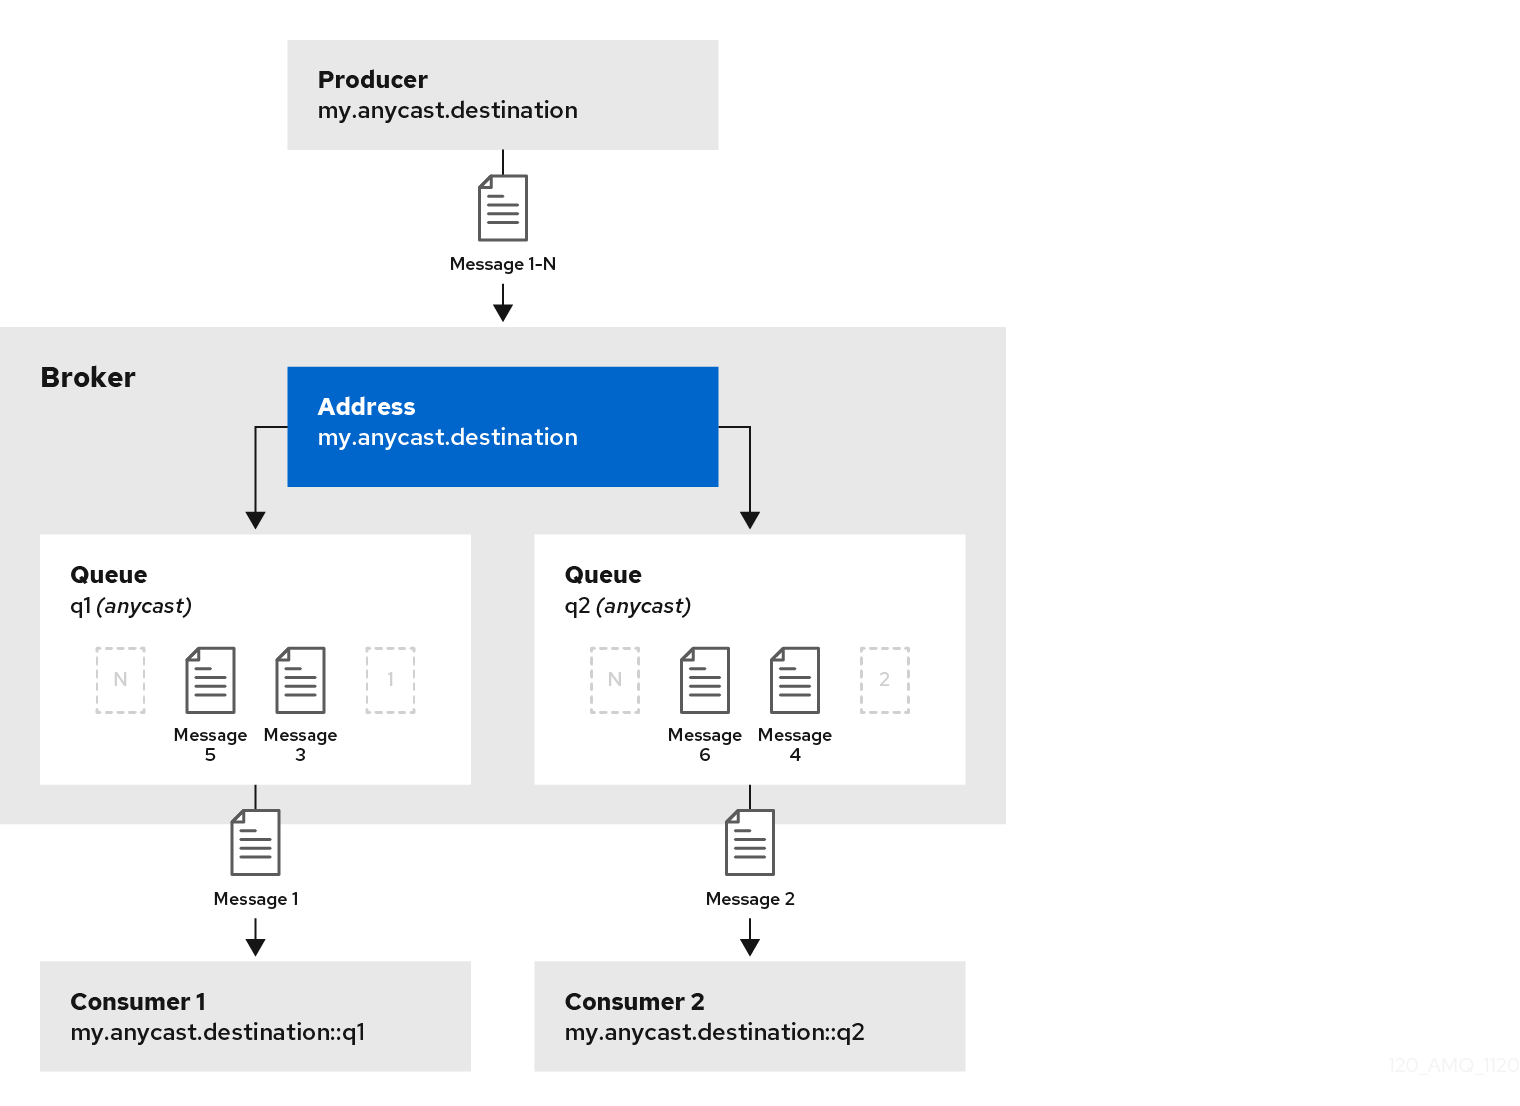 Producer
my.anycast.destination
Message 1-N
Broker
Address
my.anycast.destination
Queue
q1 (anycast)
N
1
Message
5
Message
3
Queue
q2 (anycast)
N
2
Message
6
Message
4
Message 1
Message 2
Consumer 1
my.anycast.destination::q1
Consumer 2
my.anycast.destination::q2
120_AMQ_1120